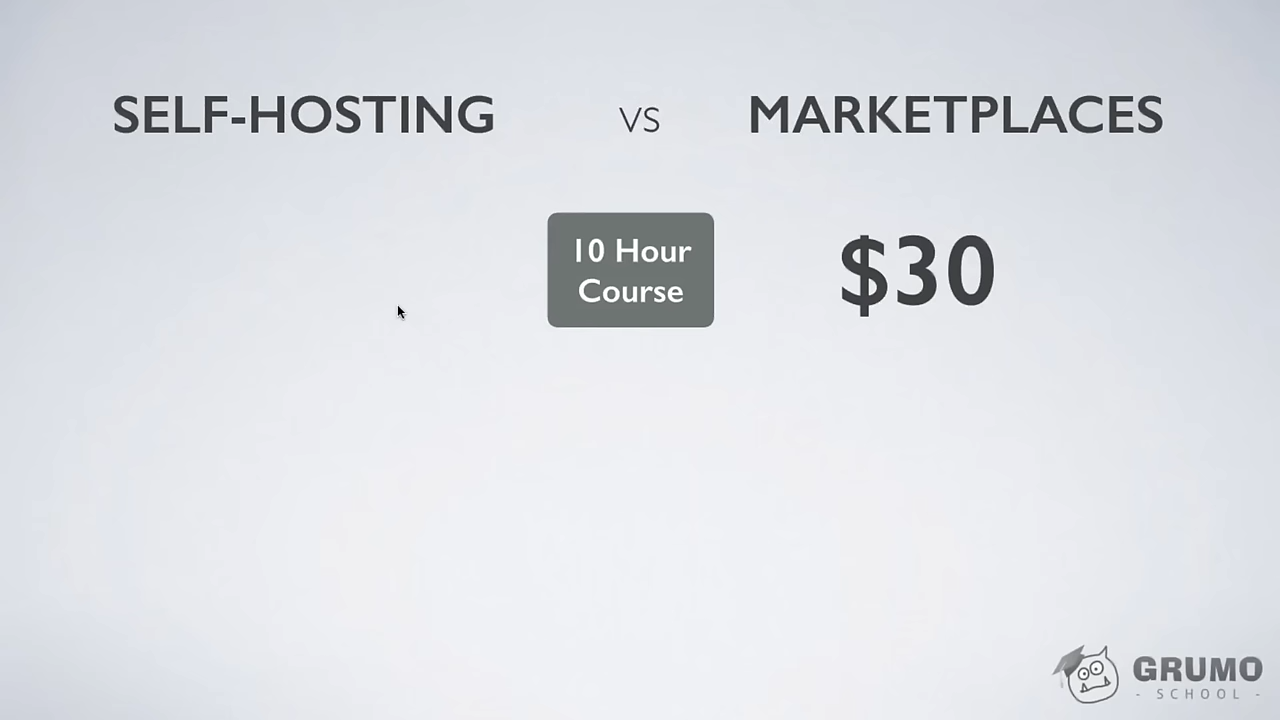 SELF-HOSTING VS MARKETPLACES
10 Hour
Course
$30
GRUMO
- SCHOOL -